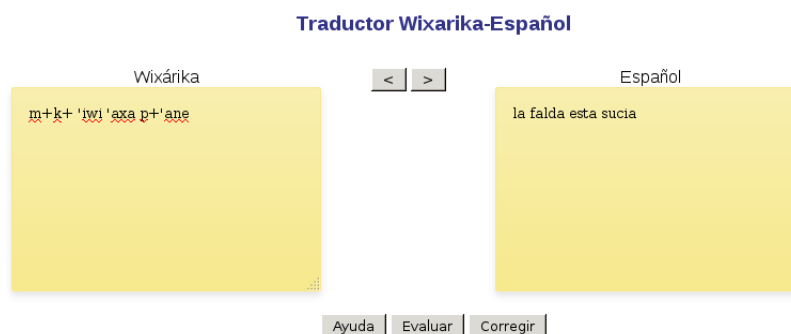 Traductor Wixarika-Español
Wixárika
< >
Español
m+k+ 'iwi 'axa p+'ane
la falda esta sucia
Ayuda Evaluar Corregir